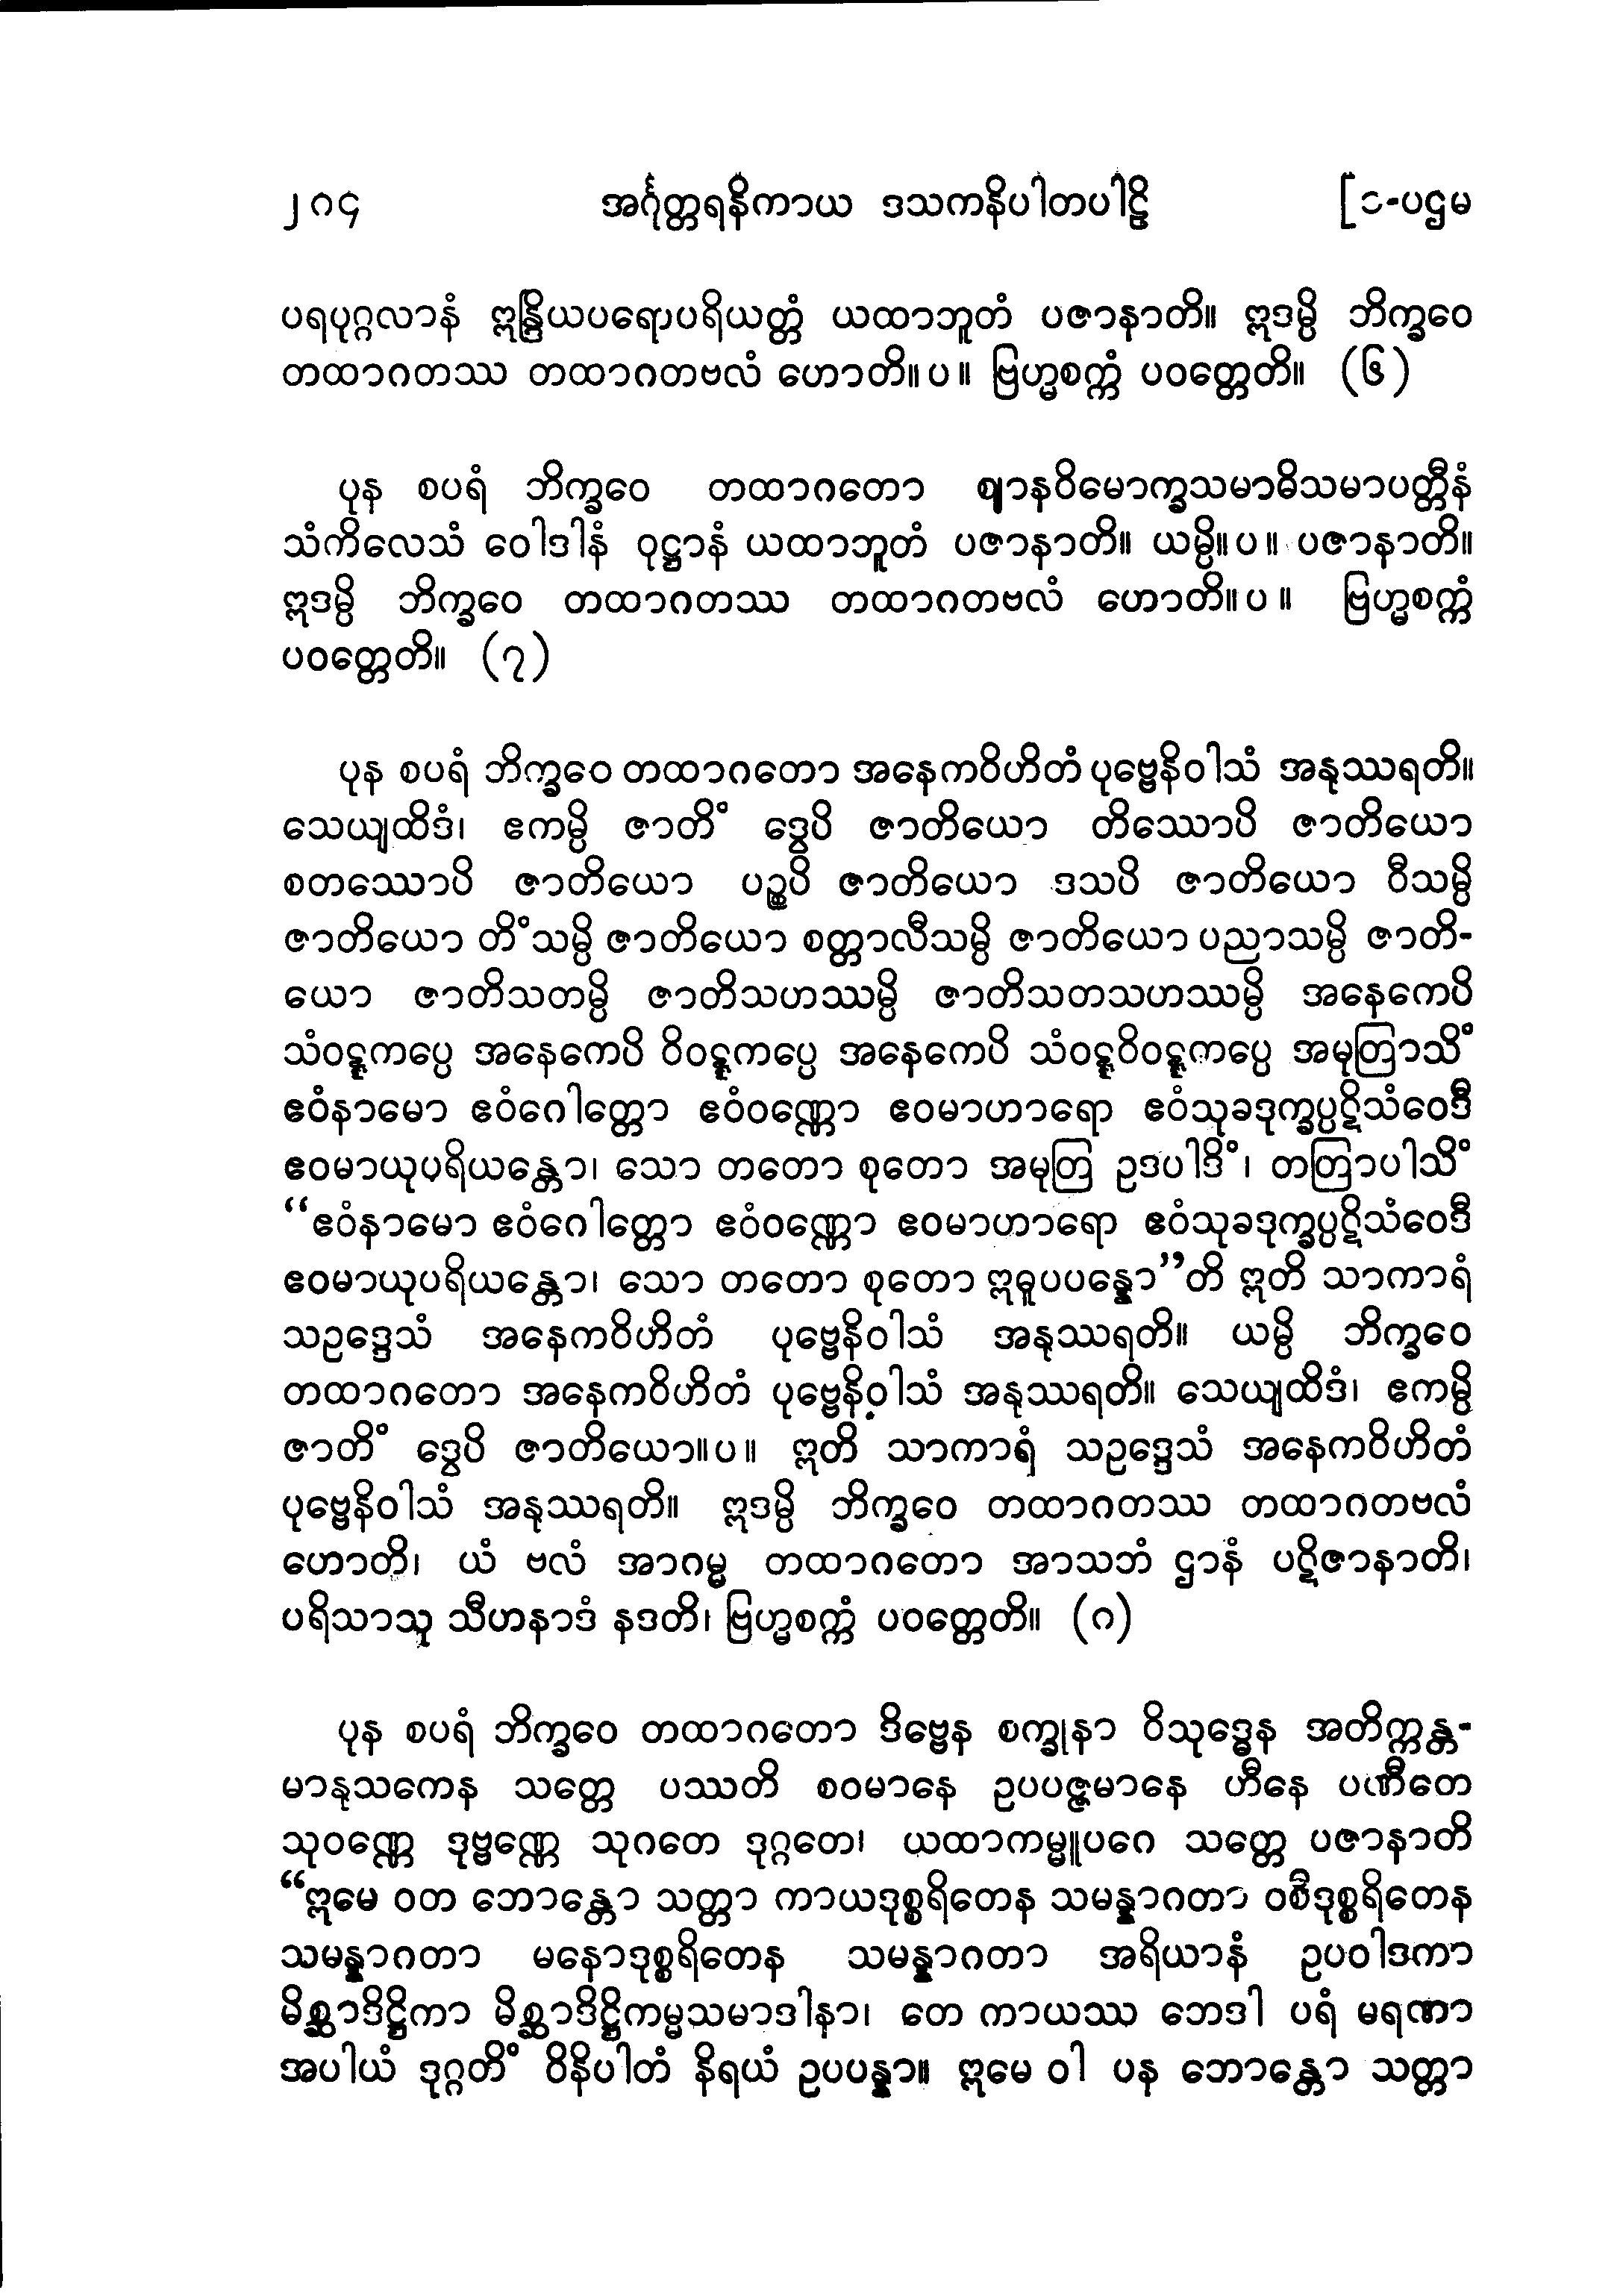 ၂၈၄ အင်္ဂုတ္တရနိကာယ ဒသကနိပါတပါဠိ [၁-ပဌမ
ပရပုဂ္ဂလာနံ ဣန္ဒြိယပရောပရိယတ္တံ ယထာဘူတံ ပဇာနာတိ။ ဣဒမ္ပိ ဘိက္ခဝေ
တထာဂတဿ တထာဂတဗလံ ဟောတိ။ပ။ ဗြဟ္မစက္ကံ ပဝတ္တေတိ။ (၆)
ပုန စပရံ ဘိက္ခဝေ တထာဂတော ဈာနဝိမောက္ခသမာဓိသမာပတ္တီနံ
သံကိလေသံ ဝေါဒါနံ ဝုဋ္ဌာနံ ယထာဘူတံ ပဇာနာတိ။ ယမ္ပိ။ပ။ ပဇာနာတိ။
ဣဒမ္ပိ ဘိက္ခဝေ တထာဂတဿ တထာဂတဗလံ ဟောတိ။ပ။ ဗြဟ္မစက္ကံ
ပဝတ္တေတိ။ (၇)
ပုန စပရံ ဘိက္ခဝေ တထာဂတော အနေကဝိဟိတံ ပုဗ္ဗေနိဝါသံ အနုဿရတိ။
သေယျထိဒံ၊ ဧကမ္ပိ ဇာတိံ ဒွေပိ ဇာတိယော တိဿောပိ ဇာတိယော
စတဿောပိ ဇာတိယော ပဉ္စပိ ဇာတိယော ဒသပိ ဇာတိယော ဝီသမ္ပိ
ဇာတိယော တိံသမ္ပိ ဇာတိယော စတ္တာလီသမ္ပိ ဇာတိယော ပညာသမ္ပိ ဇာတိ-
ယော ဇာတိသတမ္ပိ ဇာတိသဟဿမ္ပိ ဇာတိသတသဟဿမ္ပိ အနေကေပိ
သံဝဋ္ဋကပ္ပေ အနေကေပိ ဝိဝဋ္ဋကပ္ပေ အနေကေပိ သံဝဋ္ဋဝိဝဋ္ဋကပ္ပေ အမုတြာသိံ
ဧဝံနာမော ဧဝံဂေါတ္တော ဧဝံဝဏ္ဏော ဧဝမာဟာရော ဧဝံသုခဒုက္ခပ္ပဋိသံဝေဒီ
ဧဝမာယုပရိယန္တော၊ သော တတော စုတော အမုတြ ဥဒပါဒိံ၊ တတြာပါသိံ
“ဧဝံနာမော ဧဝံဂေါတ္တော ဧဝံဝဏ္ဏော ဧဝမာဟာရော ဧဝံသုခဒုက္ခပ္ပဋိသံဝေဒီ
ဧဝမာယုပရိယန္တော၊ သော တတော စုတော ဣဓူပပန္နော”တိ ဣတိ သာကာရံ
သဥဒ္ဒေသံ အနေကဝိဟိတံ ပုဗ္ဗေနိဝါသံ အနုဿရတိ။ ယမ္ပိ ဘိက္ခဝေ
တထာဂတော အနေကဝိဟိတံ ပုဗ္ဗေနိဝါသံ အနုဿရတိ။ သေယျထိဒံ၊ ဧကမ္ပိ
ဇာတိံ ဒွေပိ ဇာတိယော။ပ။ ဣတိ သာကာရံ သဥဒ္ဒေသံ အနေကဝိဟိတံ
ပုဗ္ဗေနိဝါသံ အနုဿရတိ။ ဣဒမ္ပိ ဘိက္ခဝေ တထာဂတဿ တထာဂတဗလံ
ဟောတိ၊ ယံ ဗလံ အာဂမ္မ တထာဂတော အာသဘံ ဌာနံ ပဋိဇာနာတိ၊
ပရိသာသု သီဟနာဒံ နဒတိ၊ ဗြဟ္မစက္ကံ ပဝတ္တေတိ။ (၈)
ပုန စပရံ ဘိက္ခဝေ တထာဂတော ဒိဗ္ဗေန စက္ခုနာ ဝိသုဒ္ဓေန အတိက္ကန္တ-
မာနုသကေန သတ္တေ ပဿတိ စဝမာနေ ဥပပဇ္ဇမာနေ ဟီနေ ပဏီတေ
သုဝဏ္ဏေ ဒုဗ္ဗဏ္ဏေ သုဂတေ ဒုဂ္ဂတေ၊ ယထာကမ္မူပဂေ သတ္တေ ပဇာနာတိ
“ဣမေ ဝတ ဘောန္တော သတ္တာ ကာယဒုစ္စရိတေန သမန္နာဂတာ ဝစီဒုစ္စရိတေန
သမန္နာဂတာ မနောဒုစ္စရိတေန သမန္နာဂတာ အရိယာနံ ဥပဝါဒကာ
မိစ္ဆာဒိဋ္ဌိကာ မိစ္ဆာဒိဋ္ဌိကမ္မသမာဒါနာ၊ တေ ကာယဿ ဘေဒါ ပရံ မရဏာ
အပါယံ ဒုဂ္ဂတိံ ဝိနိပါတံ နိရယံ ဥပပန္နာ။ ဣမေ ဝါ ပန ဘောန္တော သတ္တာ